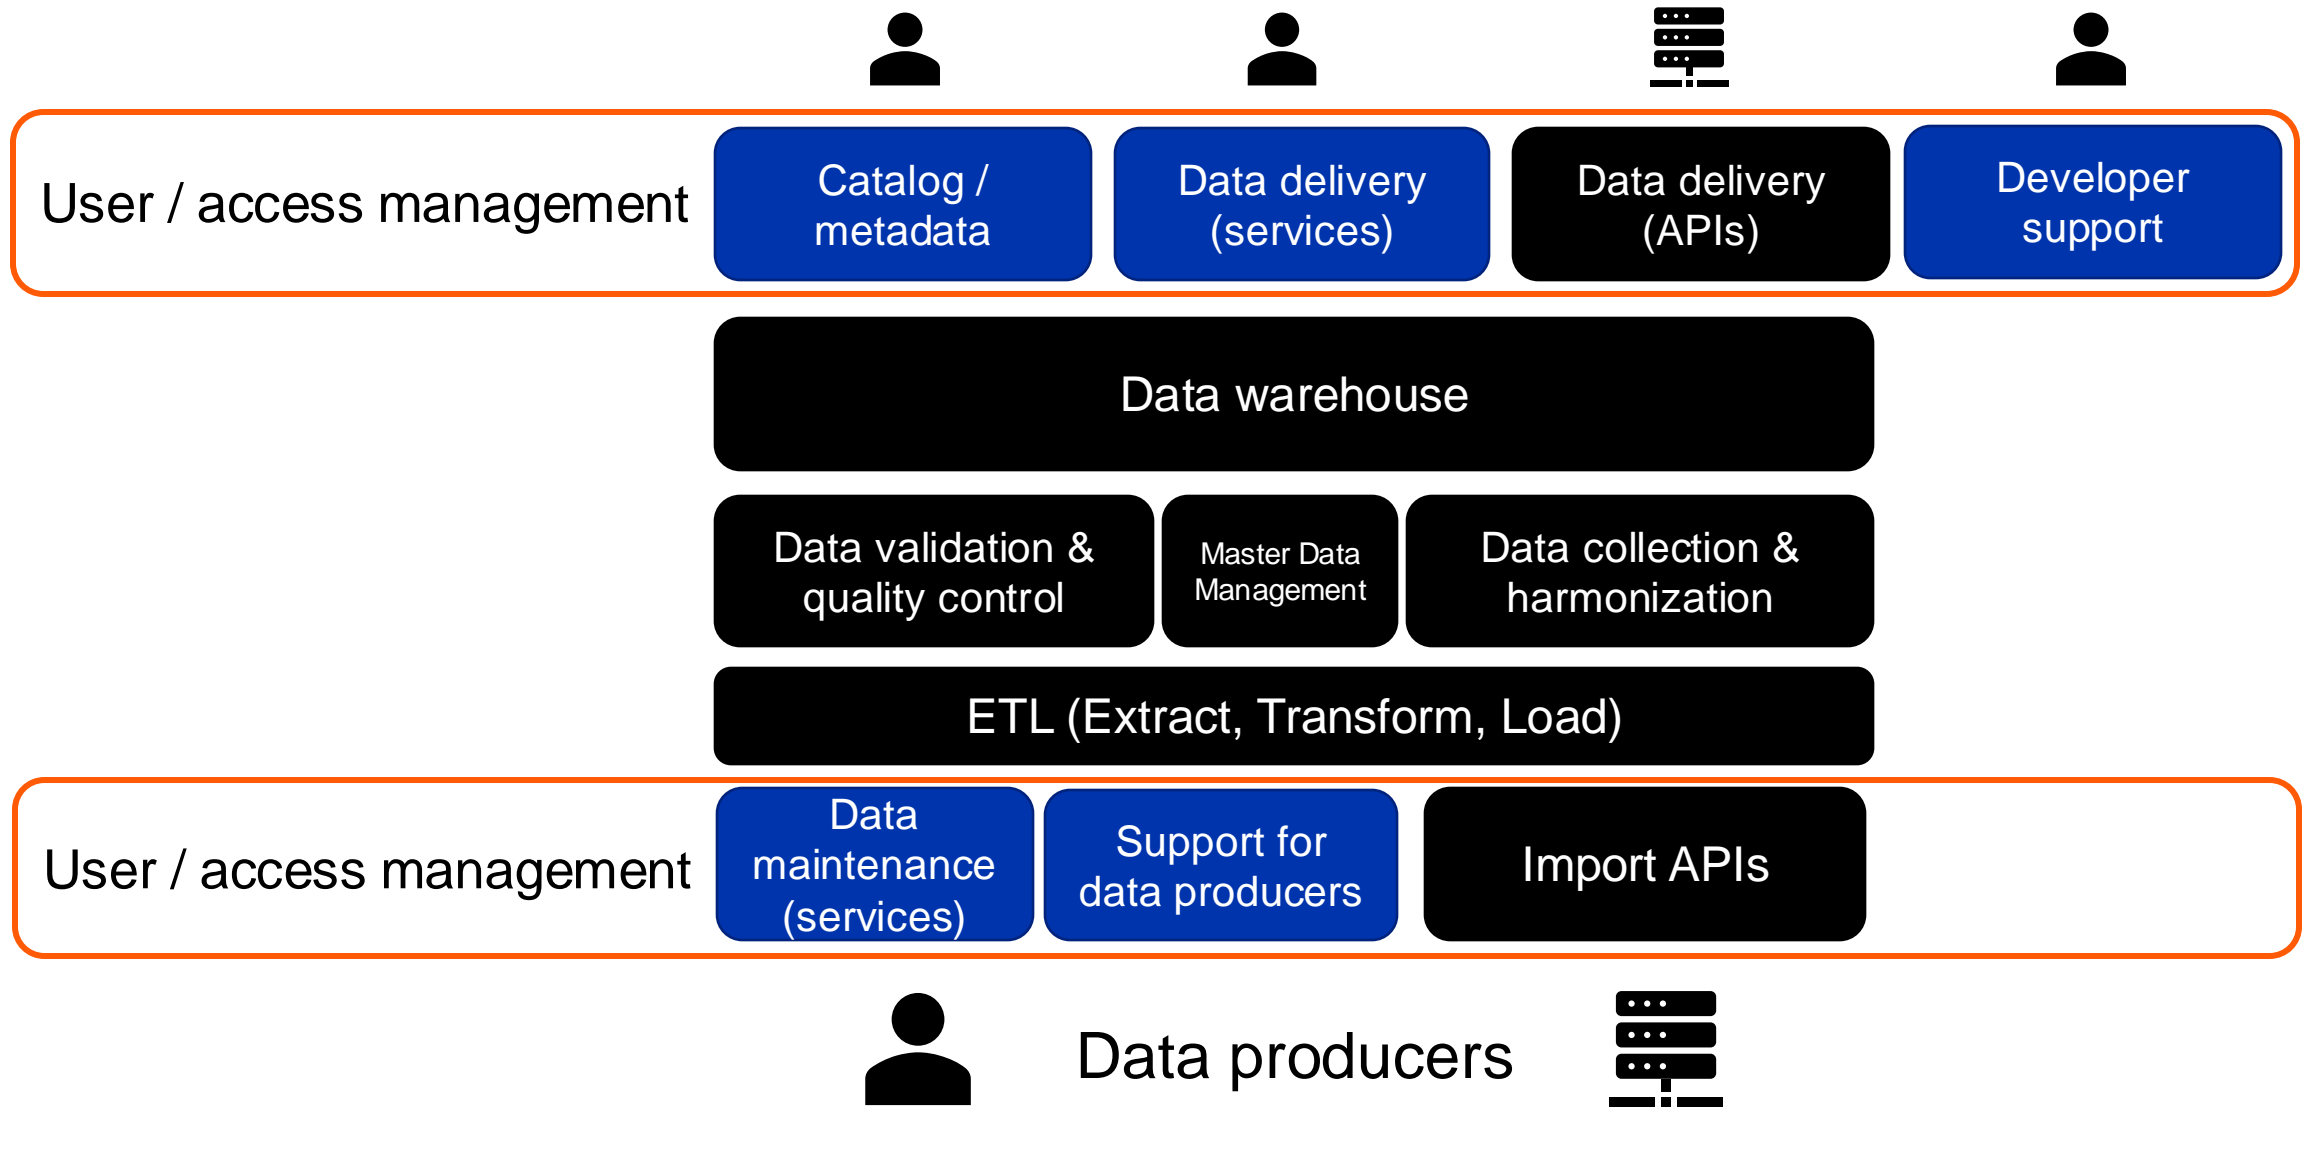 User / access management
Catalog /
metadata
Data delivery
(services)
Data delivery
(APIs)
Developer
support
Data warehouse
Data validation &
quality control
Master Data
Management
Data collection &
harmonization
ETL (Extract, Transform, Load)
User / access management
Data
maintenance
(services)
Support for
data producers
Import APIs
Data producers